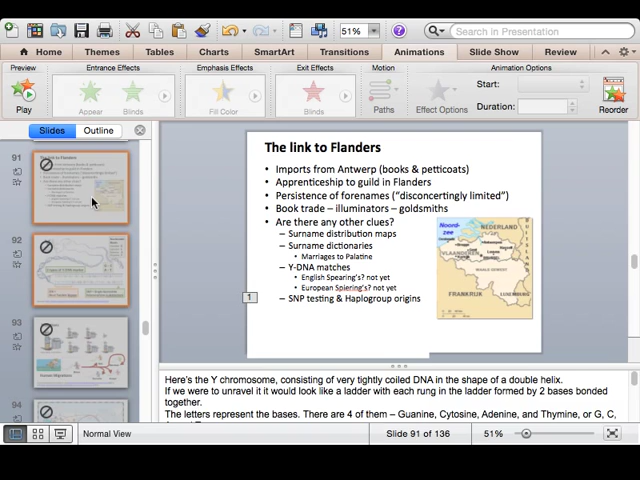 51%
Search in Presentation
Home Themes Tables Charts SmartArt Transitions Animations Slide Show Review
Preview Entrance Effects Emphasis Effects Exit Effects Motion Animation Options
Start:
Duration:
Play Appear Blinds Fill Color Blinds Paths Effect Options Reorder
Slides Outline
91
The link to Flanders
92
93
94
The link to Flanders
• Imports from Antwerp (books & petticoats)
• Apprenticeship to guild in Flanders
• Persistence of forenames (“disconcertingly limited”)
• Book trade – illuminators – goldsmiths
• Are there any other clues?
– Surname distribution maps
– Surname dictionaries
• Marriages to Palatine
– Y-DNA matches
• English Spearing's? not yet
• European Spiering's? not yet
– SNP testing & Haplogroup origins
1
Noord-
zee
NEDERLAND
VLAANDEREN
FRANKRIJK
Here's the Y chromosome, consisting of very tightly coiled DNA in the shape of a double helix.
If we were to unravel it it would look like a ladder with each rung in the ladder formed by 2 bases bonded
together.
The letters represent the bases. There are 4 of them – Guanine, Cytosine, Adenine, and Thymine, or G, C,
Normal View
Slide 91 of 136
51%